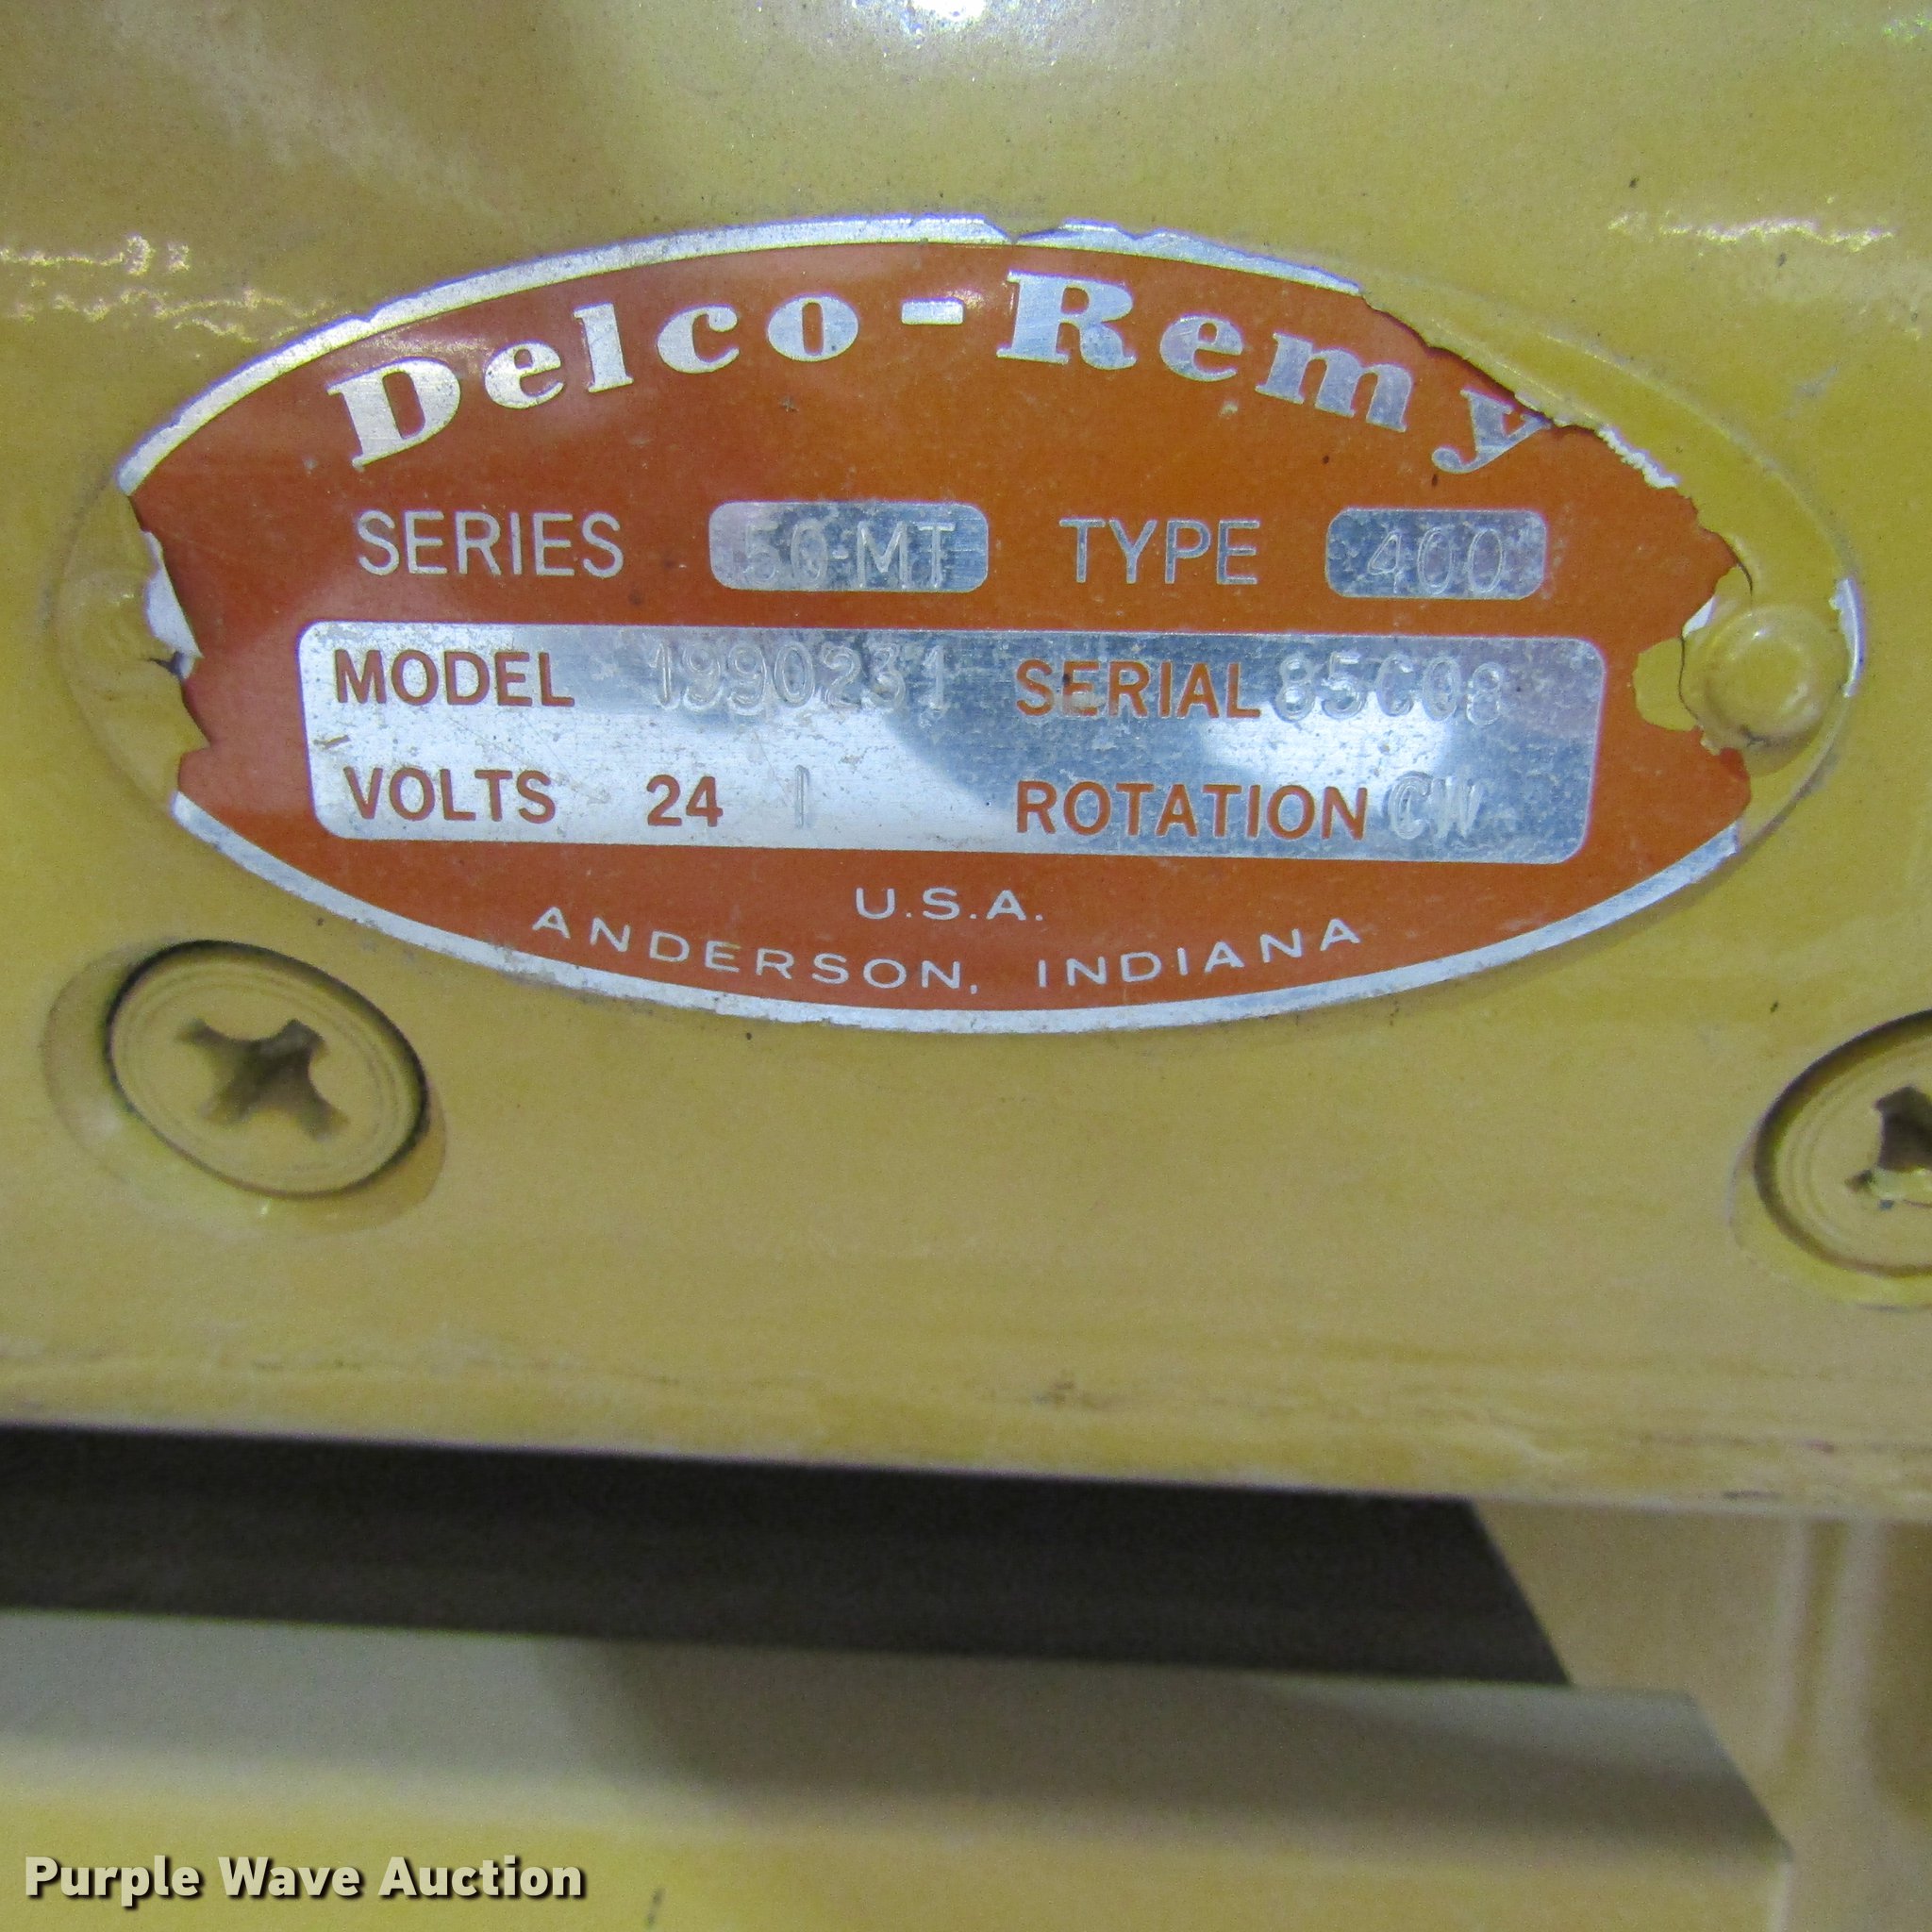 Delco-Remy
SERIES 50-MT TYPE 400
MODEL 1990231 SERIAL 85C08
VOLTS 24 | ROTATION CW
U.S.A.
ANDERSON, INDIANA
Purple Wave Auction